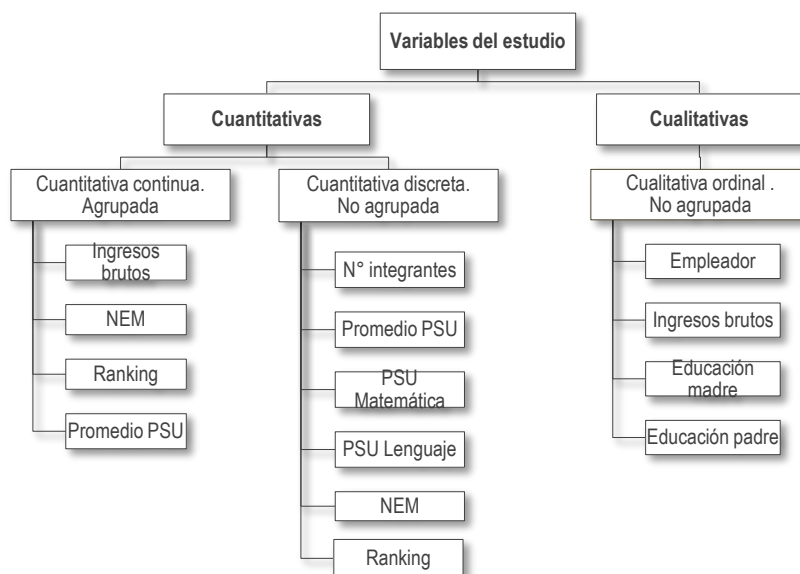 Variables del estudio
Cuantitativas
Cualitativas
Cuantitativa continua.
Agrupada
Cuantitativa discreta.
No agrupada
Cualitativa ordinal .
No agrupada
Ingresos
brutos
NEM
Ranking
Promedio PSU
N° integrantes
Promedio PSU
PSU
Matemática
PSU Lenguaje
NEM
Ranking
Empleador
Ingresos brutos
Educación
madre
Educación padre